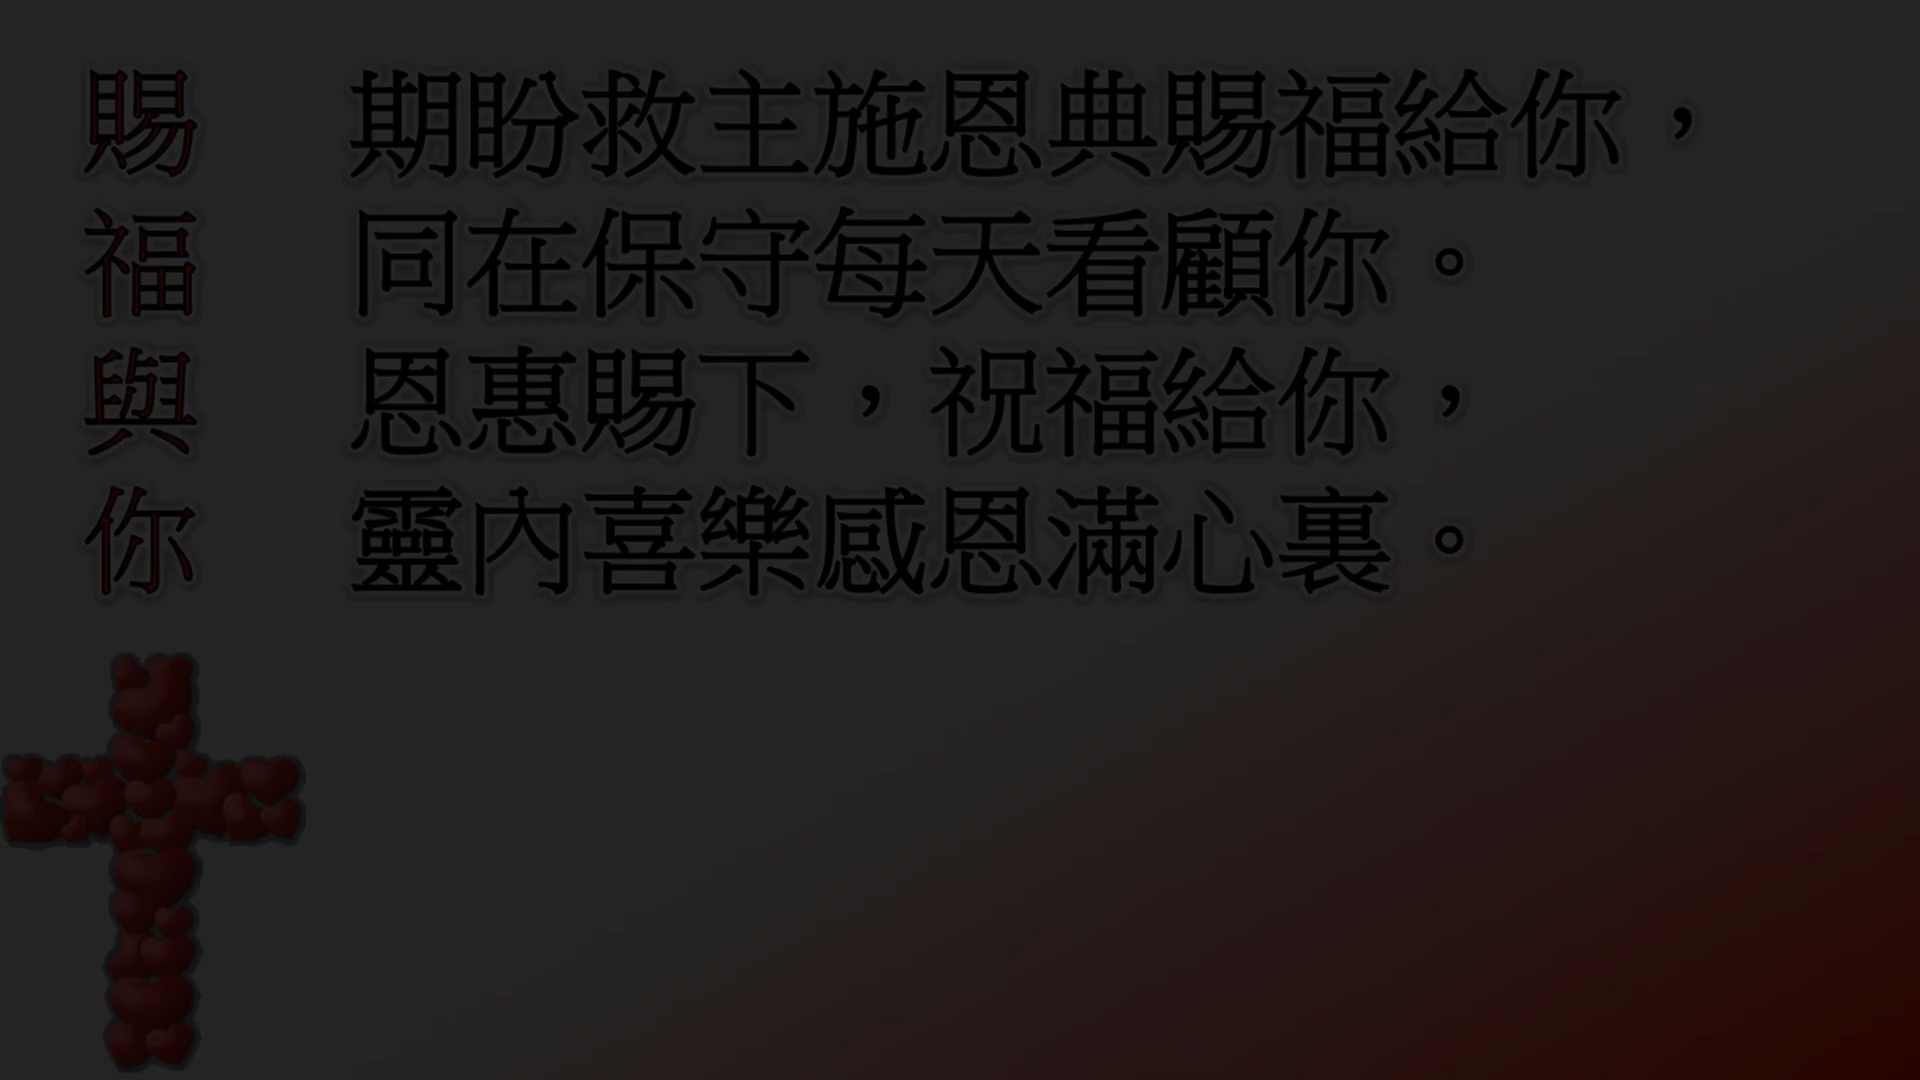 賜福與你
期盼救主施恩典賜福給你，
同在保守每天看顧你。
恩惠賜下，祝福給你，
靈內喜樂感恩滿心裏。